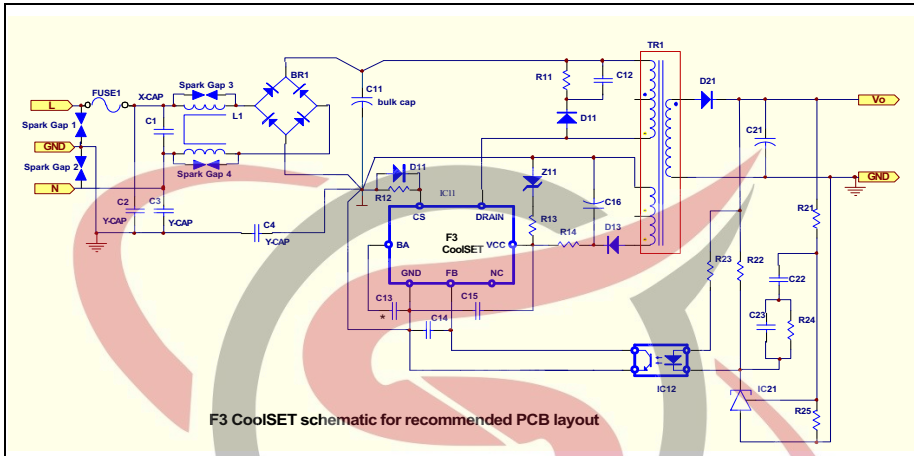 TR1
BR1
Spark Gap 3
FUSE1
X-CAP
C11
bulk cap
R11
C12
D21
L
Vo
Spark Gap 1
C1
L1
D11
C21
GND
Spark Gap 2
Spark Gap 4
N
GND
D11
Z11
R12
IC11
C16
C2
Y-CAP
C3
Y-CAP
C4
Y-CAP
CS
DRAIN
R13
D13
R21
BA
F3
CoolSET
VCC
R14
R23
R22
GND
FB
NC
C22
C13
*
C15
C14
C23
R24
IC12
IC21
R25
F3 CoolSET schematic for recommended PCB layout